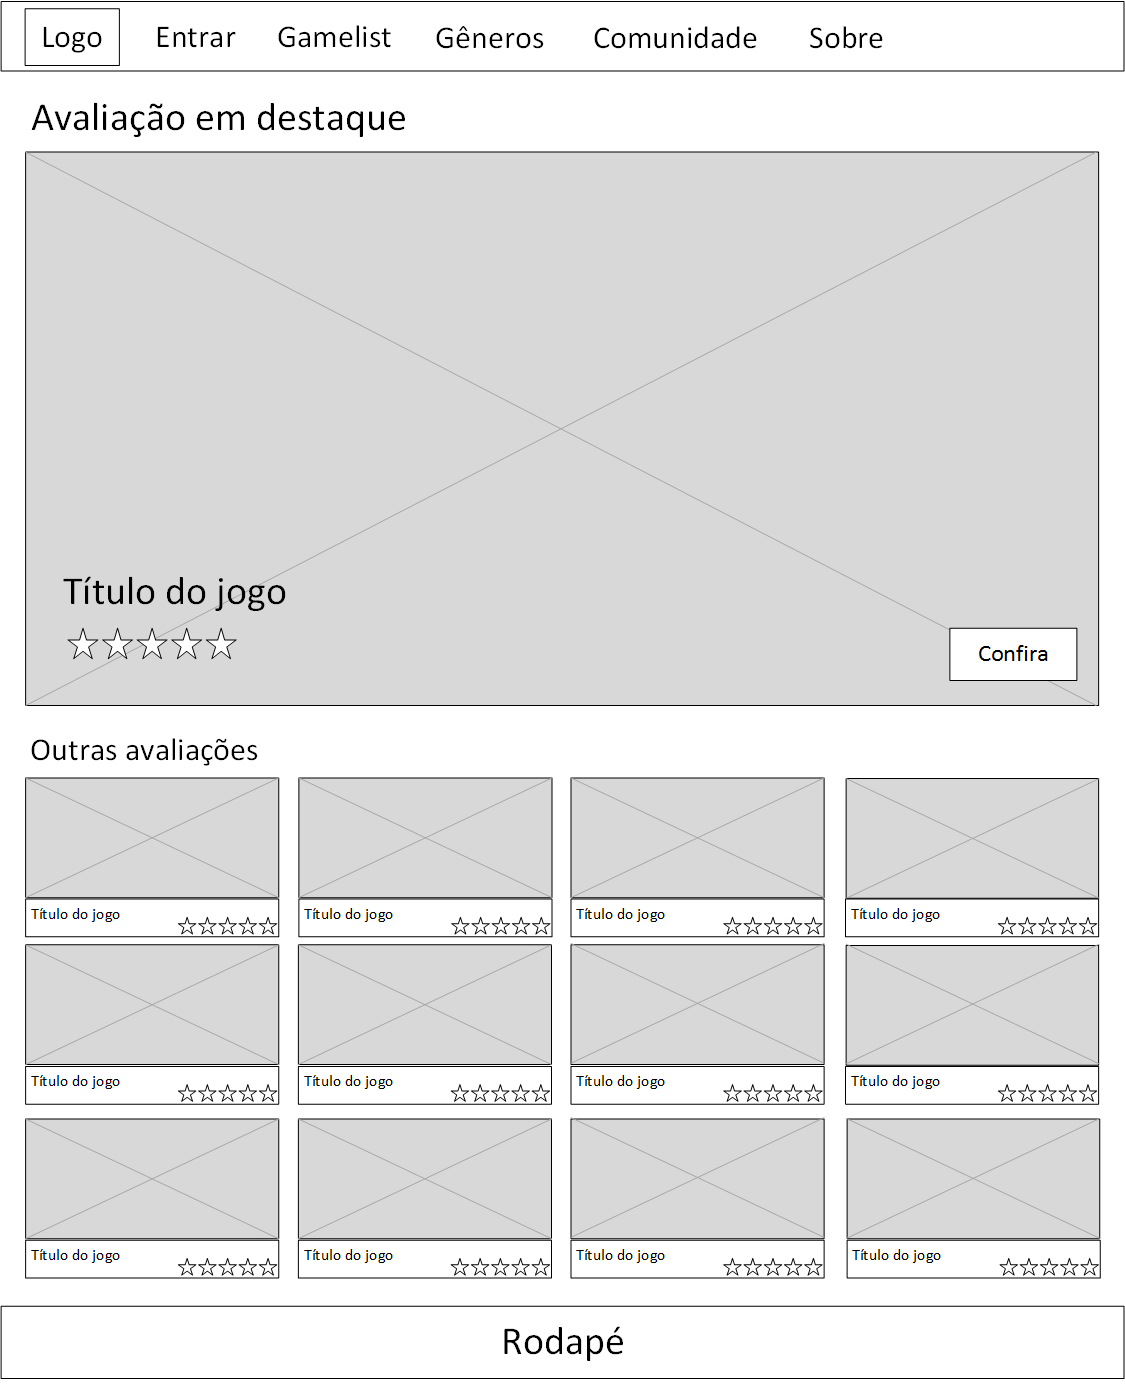 Logo Entrar Gamelist Gêneros Comunidade Sobre
Avaliação em destaque
Título do jogo
Confira
Outras avaliações
Título do jogo Título do jogo Título do jogo Título do jogo
Título do jogo Título do jogo Título do jogo Título do jogo
Título do jogo Título do jogo Título do jogo Título do jogo
Rodapé